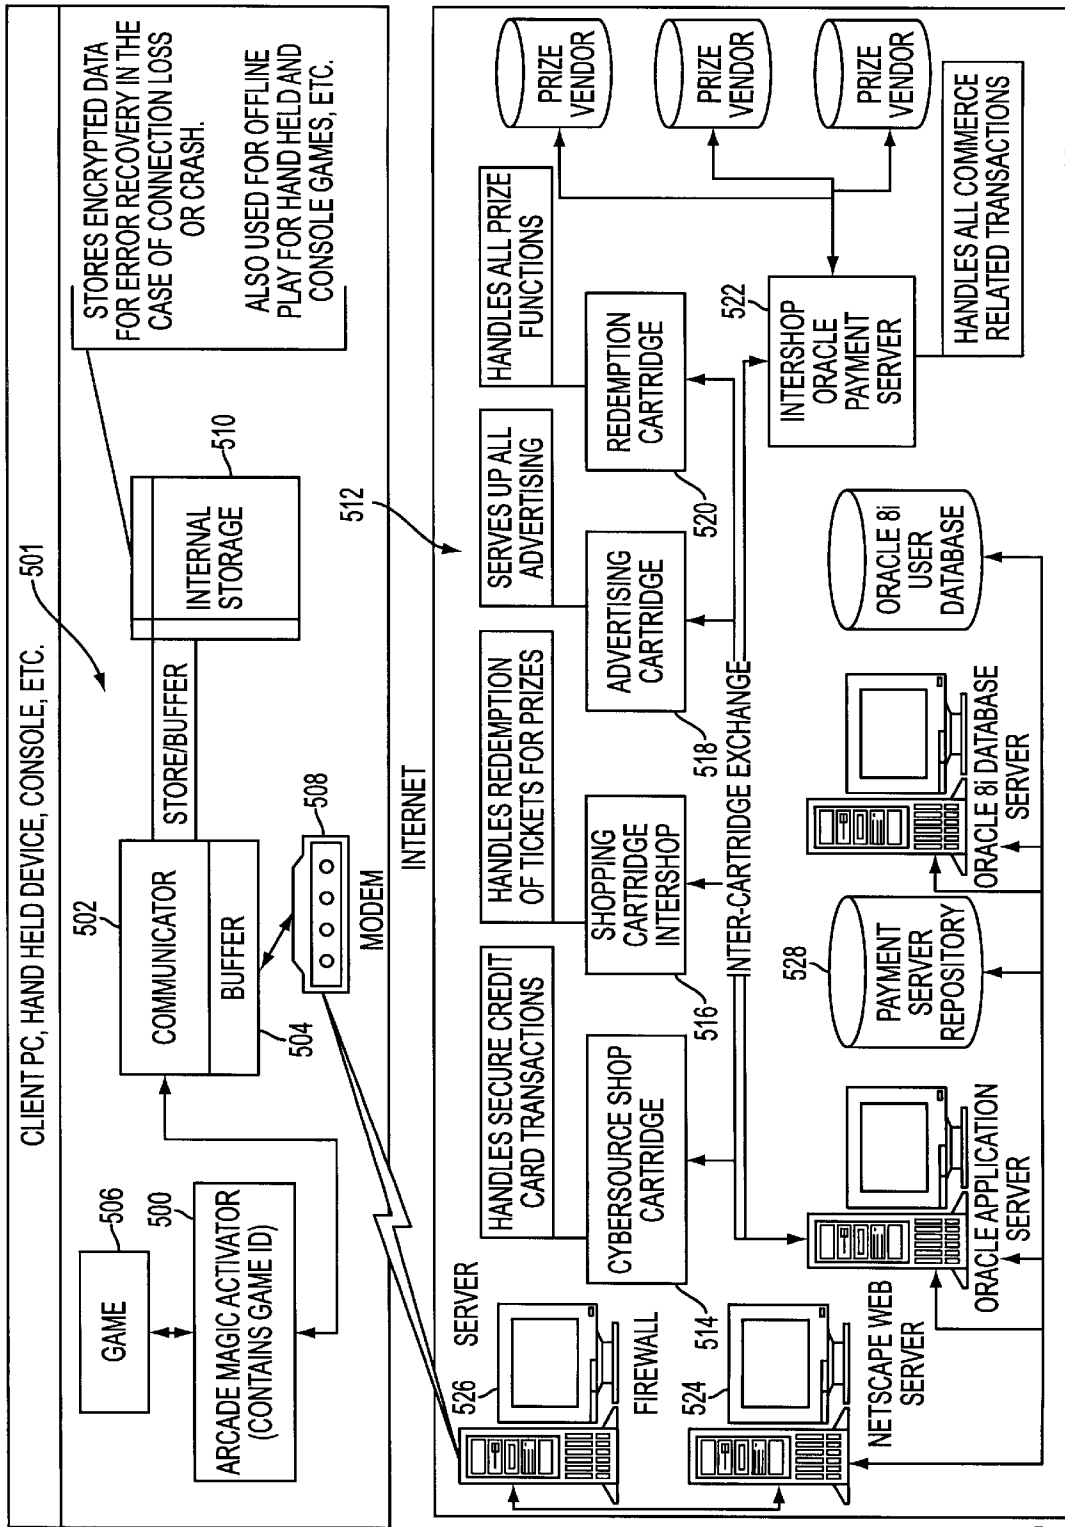 CLIENT PC, HAND HELD DEVICE, CONSOLE, ETC.
501
GAME
506
500
ARCADE MAGIC ACTIVATOR
(CONTAINS GAME ID)
502
COMMUNICATOR
BUFFER
504
STORE/BUFFER
INTERNAL
STORAGE
510
STORES ENCRYPTED DATA
FOR ERROR RECOVERY IN THE
CASE OF CONNECTION LOSS
OR CRASH.
ALSO USED FOR OFFLINE
PLAY FOR HAND HELD AND
CONSOLE GAMES, ETC.
508
MODEM
INTERNET
512
SERVER
526
FIREWALL
524
NETSCAPE WEB
SERVER
HANDLES SECURE CREDIT
CARD TRANSACTIONS
CYBERSOURCE SHOP
CARTRIDGE
514
HANDLES REDEMPTION
OF TICKETS FOR PRIZES
SHOPPING
CARTRIDGE
INTERSHOP
516
SERVES UP ALL
ADVERTISING
ADVERTISING
CARTRIDGE
518
HANDLES ALL PRIZE
FUNCTIONS
REDEMPTION
CARTRIDGE
520
INTER-CARTRIDGE EXCHANGE
522
INTERSHOP
ORACLE
PAYMENT
SERVER
HANDLES ALL COMMERCE
RELATED TRANSACTIONS
PRIZE
VENDOR
PRIZE
VENDOR
PRIZE
VENDOR
ORACLE APPLICATION
SERVER
528
PAYMENT
SERVER
REPOSITORY
ORACLE 8i DATABASE
SERVER
ORACLE 8i
USER
DATABASE